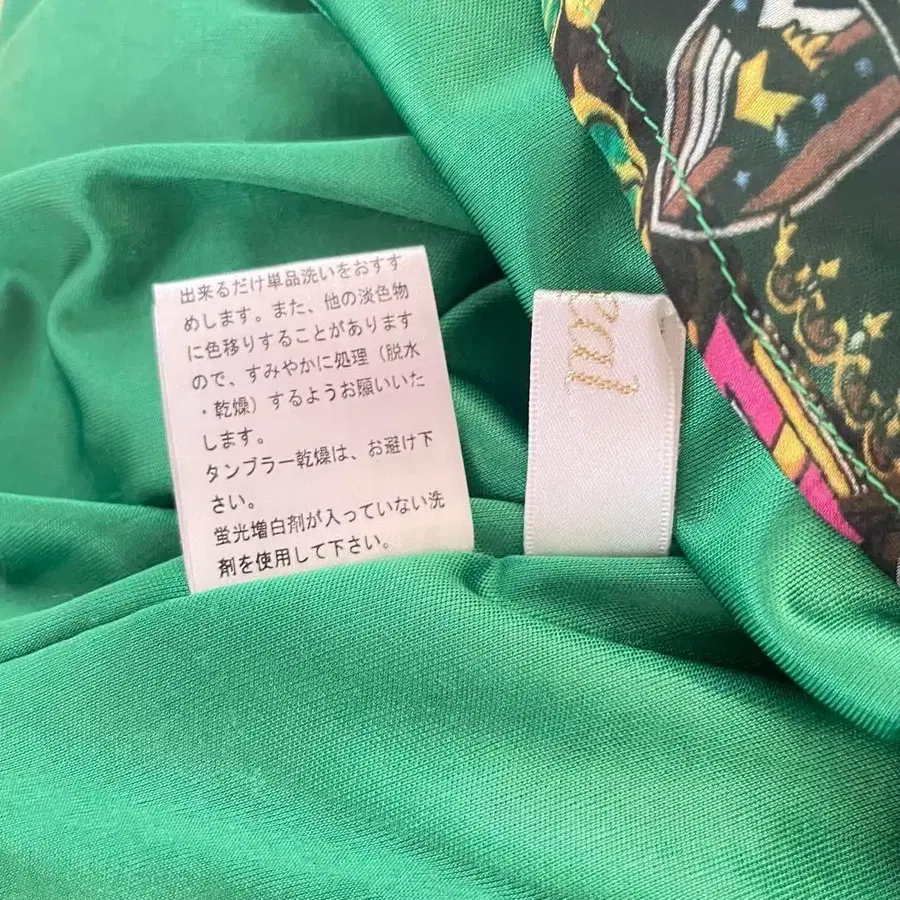 出来るだけ単品洗いをおすす
めします。また、他の淡色物
に色移りすることがあります
ので、すみやかに処理（脱水
・乾燥）するようお願いいた
します。
タンブラー乾燥は、お避け下
さい。
蛍光増白剤が入っていない洗
剤を使用して下さい。